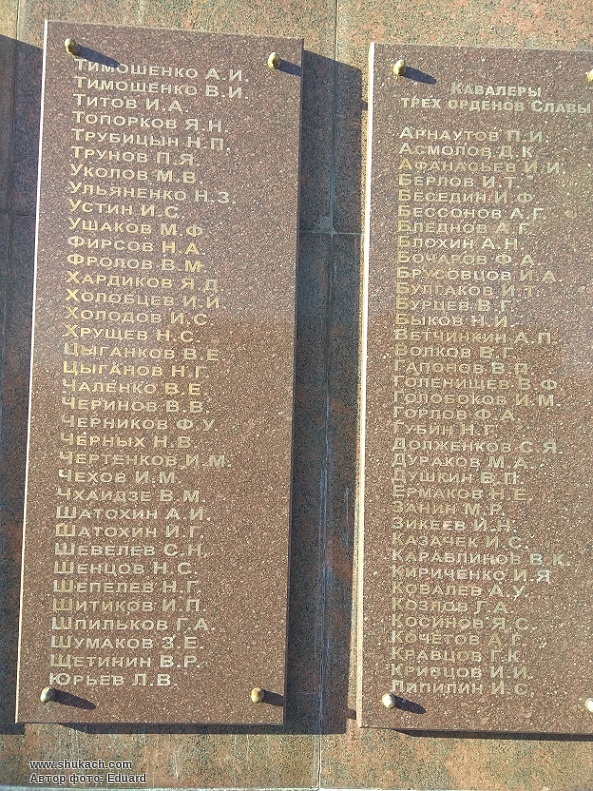 Тимошенко А.И.
Тимошенко В.И.
Титов И.А.
Топорков Я.Н.
Трубицын Н.П.
Трунов П.Я.
Уколов М.В.
Ульяненко Н.З.
Устин И.С.
Ушаков М.Ф.
Фирсов Н.А.
Фролов В.М.
Хардиков Я.Д.
Холобцев И.И.
Холодов И.С.
Хрущев Н.С.
Цыганков В.Е.
Цыганов Н.Г.
Чаленко В.Е.
Черинов В.В.
Черников Ф.У.
Черных Н.В.
Чертенков И.М.
Чехов И.М.
Чхаидзе В.М.
Шатохин А.И.
Шатохин И.Г.
Шевелев С.Н.
Шенцов Н.С.
Шепелев Н.Г.
Шитиков И.П.
Шпильков Г.А.
Шумаков З.Е.
Щетинин В.Р.
Юрьев Л.В.
Кавалеры
трех орденов Славы
Арнаутов П.И.
Асмолов Д.К.
Афанасьев И.И.
Берлов И.Т.
Беседин И.Ф.
Бессонов А.Г.
Бледнов А.Г.
Блохин А.Н.
Бочаров Ф.А.
Брусовцов И.А.
Булгаков И.Т.
Бурцев В.Г.
Быков Н.И.
Ветчинкин А.П.
Волков В.Г.
Гапонов В.П.
Голенищев В.Ф.
Голобоков И.М.
Горлов Ф.А.
Губин Н.Г.
Долженков С.Я.
Дураков М.А.
Душкин В.П.
Ермаков Н.Е.
Занин М.Р.
Зикеев И.Н.
Казачек И.С.
Караблинов В.К.
Кириченко И.Я.
Ковалев А.У.
Козлов Г.А.
Косинов Я.С.
Кочетов А.Г.
Кравцов Г.К.
Кривцов И.И.
Липилин И.С.
www.shukach.com
Автор фото: Eduard